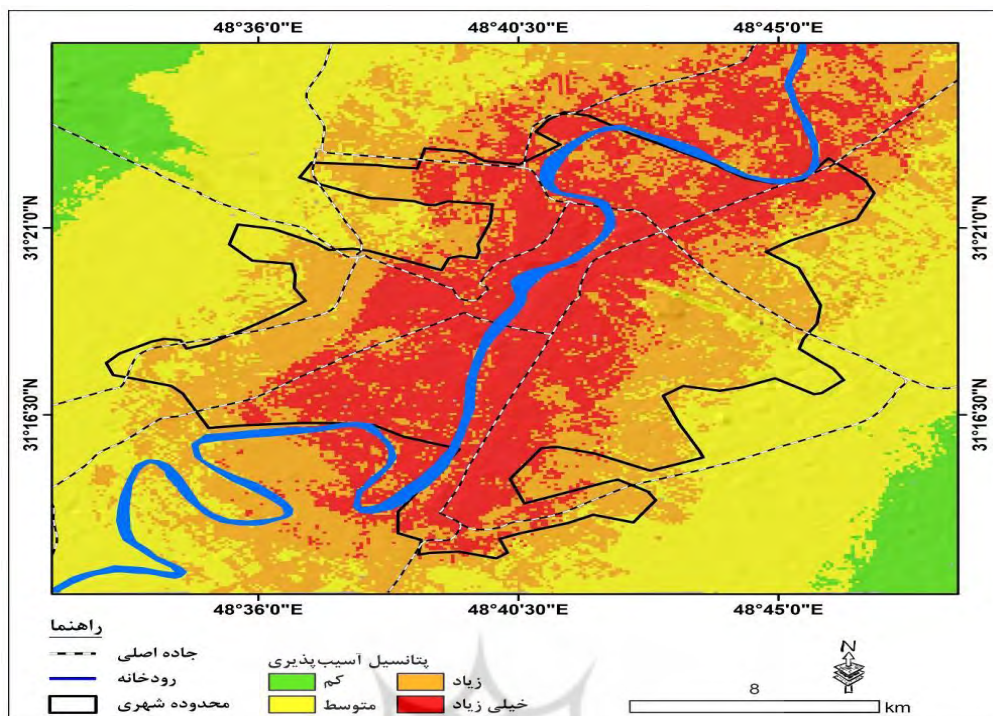 48°36'0"E 48°40'30"E 48°45'0"E
31°21'0"N 31°21'0"N
31°16'30"N 31°16'30"N
48°36'0"E 48°40'30"E 48°45'0"E
راهنما
جاده اصلی
رودخانه
محدوده شهری
پتانسیل آسیب‌پذیری
کم
متوسط
زیاد
خیلی زیاد
N
8
km